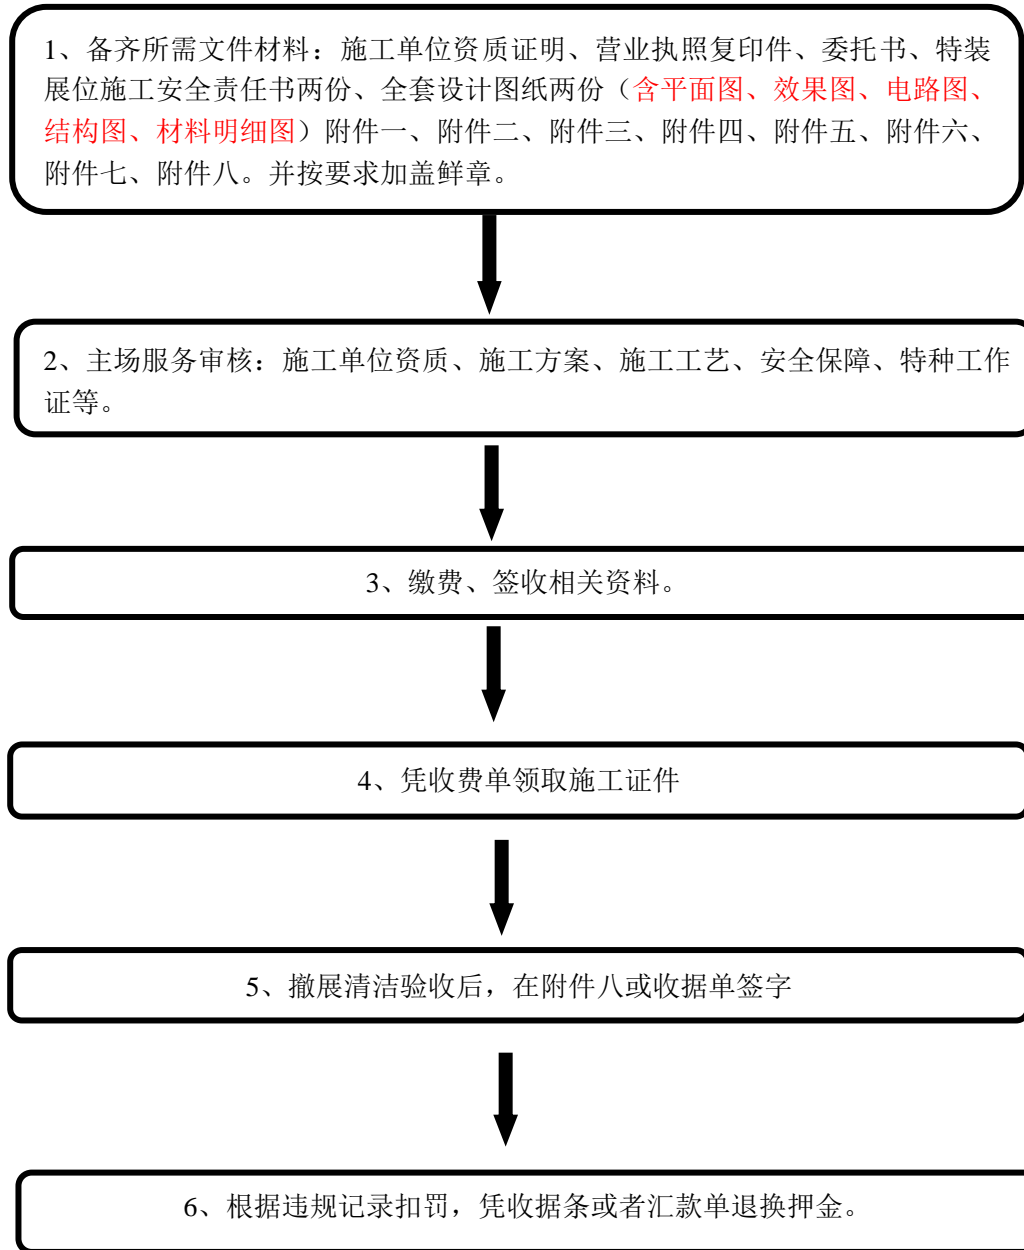 1、备齐所需文件材料：施工单位资质证明、营业执照复印件、委托书、特装
展位施工安全责任书两份、全套设计图纸两份（含平面图、效果图、电路图、
结构图、材料明细图）附件一、附件二、附件三、附件四、附件五、附件六、
附件七、附件八。并按要求加盖鲜章。
2、主场服务审核：施工单位资质、施工方案、施工工艺、安全保障、特种工作
证等。
3、缴费、签收相关资料。
4、凭收费单领取施工证件
5、撤展清洁验收后，在附件八或收据单签字
6、根据违规记录扣罚，凭收据条或者汇款单退换押金。